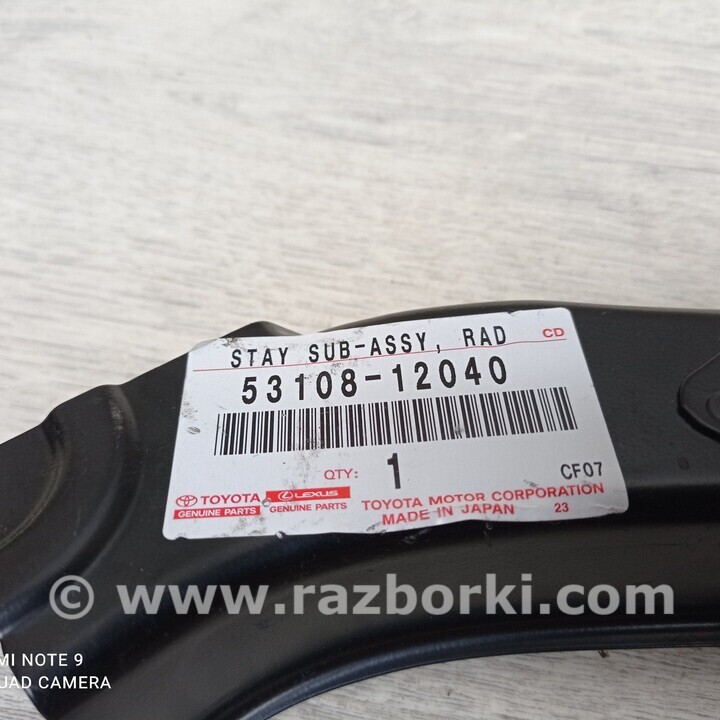 STAY SUB-ASSY, RAD CD
53108-12040
QTY: 1 CF07
TOYOTA LEXUS
GENUINE PARTS GENUINE PARTS
TOYOTA MOTOR CORPORATION
MADE IN JAPAN 23
© www.razborki.com
MI NOTE 9
UAD CAMERA